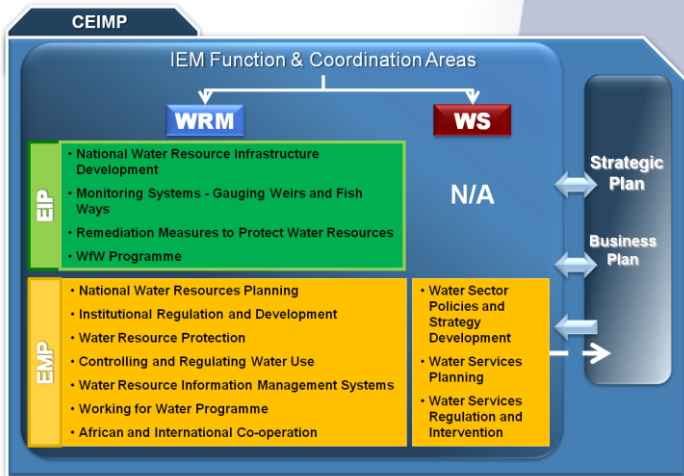 CEIMP
IEM Function & Coordination Areas
WRM
WS
EIP
• National Water Resource Infrastructure
Development
• Monitoring Systems - Gauging Weirs and Fish
Ways
• Remediation Measures to Protect Water Resources
• WfW Programme
N/A
EMP
• National Water Resources Planning
• Institutional Regulation and Development
• Water Resource Protection
• Controlling and Regulating Water Use
• Water Resource Information Management Systems
• Working for Water Programme
• African and International Co-operation
• Water Sector
Policies and
Strategy
Development
• Water Services
Planning
• Water Services
Regulation and
Intervention
Strategic
Plan
Business
Plan